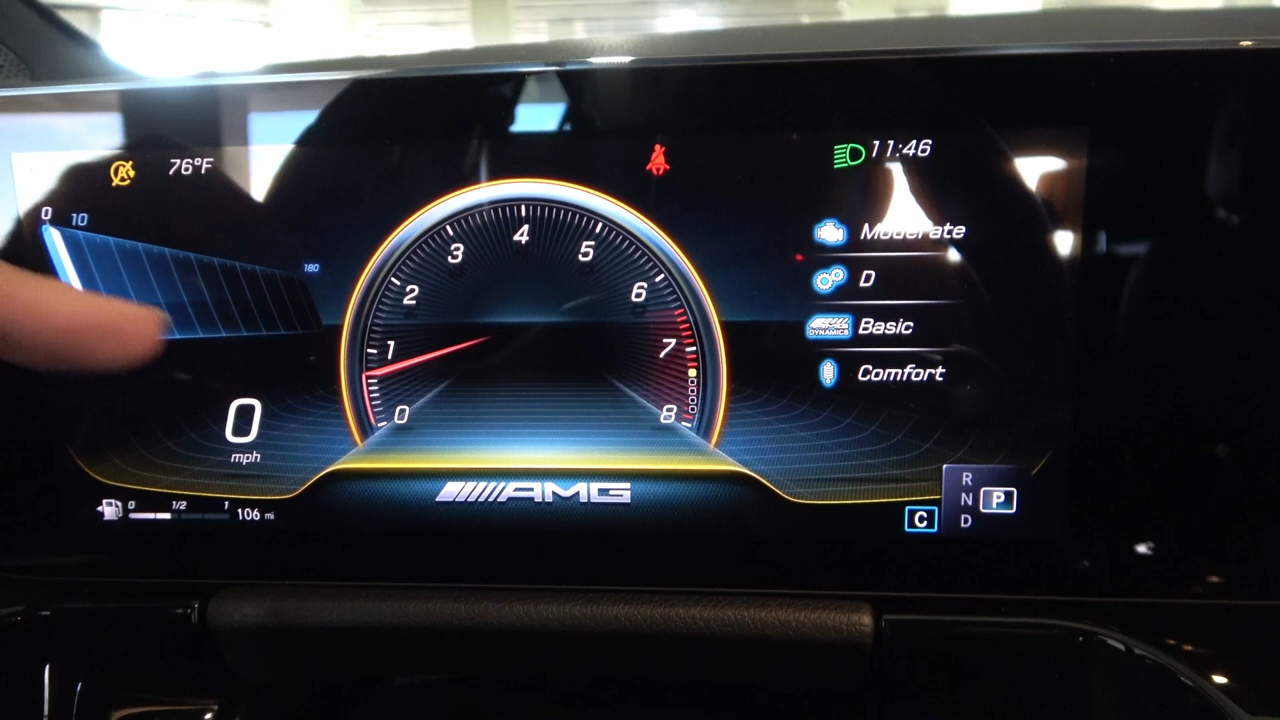 76°F
11:46
0
10
180
0
1
2
3
4
5
6
7
8
Moderate
D
DYNAMICS
Basic
Comfort
0
mph
AMG
0 1/2 1
106 mi
C
R
N
D
P